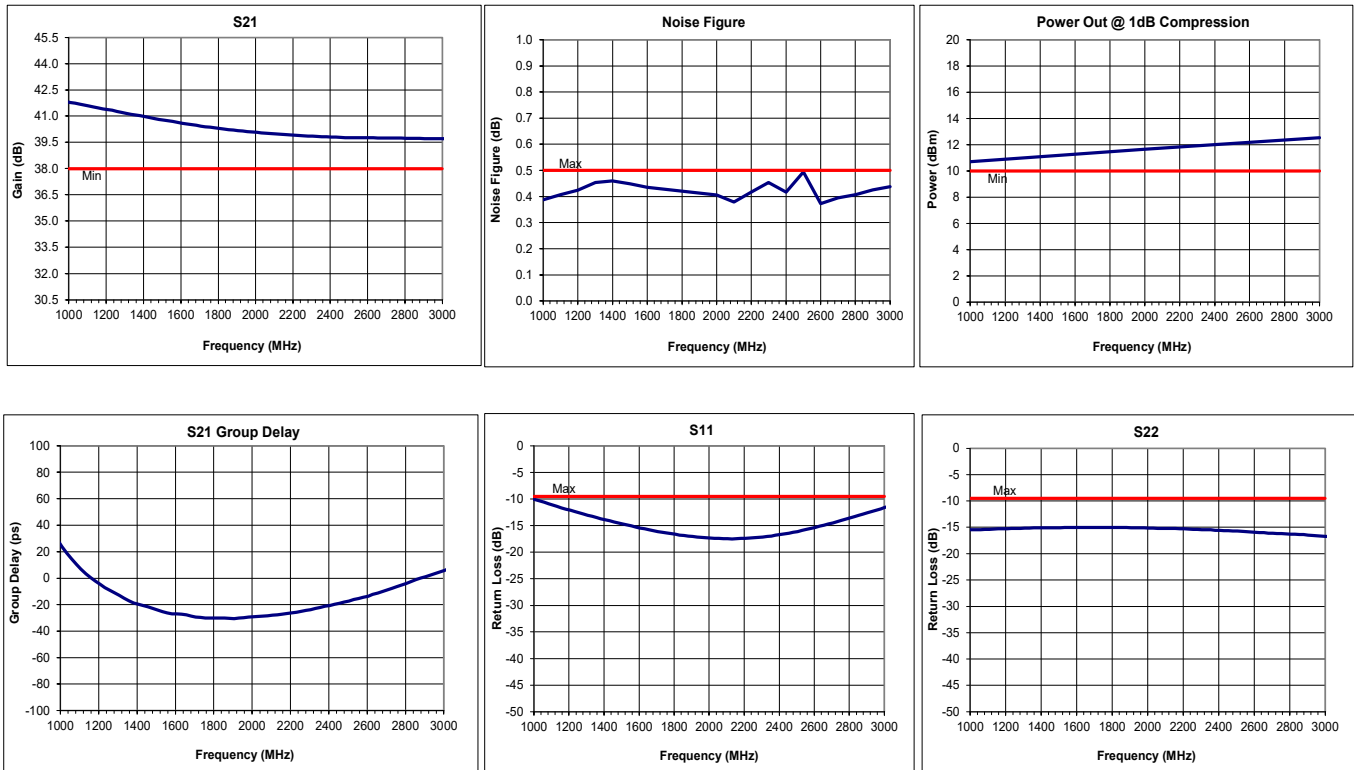 S21
45.5
44.0
42.5
41.0
39.5
38.0
36.5
35.0
33.5
32.0
30.5
Gain (dB)
Min
1000 1200 1400 1600 1800 2000 2200 2400 2600 2800 3000
Frequency (MHz)
Noise Figure
1.0
0.9
0.8
0.7
0.6
0.5
0.4
0.3
0.2
0.1
0.0
Noise Figure (dB)
Max
1000 1200 1400 1600 1800 2000 2200 2400 2600 2800 3000
Frequency (MHz)
Power Out @ 1dB Compression
20
18
16
14
12
10
8
6
4
2
0
Power (dBm)
Min
1000 1200 1400 1600 1800 2000 2200 2400 2600 2800 3000
Frequency (MHz)
S21 Group Delay
100
80
60
40
20
0
-20
-40
-60
-80
-100
Group Delay (ps)
1000 1200 1400 1600 1800 2000 2200 2400 2600 2800 3000
Frequency (MHz)
S11
0
-5
-10
-15
-20
-25
-30
-35
-40
-45
-50
Return Loss (dB)
Max
1000 1200 1400 1600 1800 2000 2200 2400 2600 2800 3000
Frequency (MHz)
S22
0
-5
-10
-15
-20
-25
-30
-35
-40
-45
-50
Return Loss (dB)
Max
1000 1200 1400 1600 1800 2000 2200 2400 2600 2800 3000
Frequency (MHz)